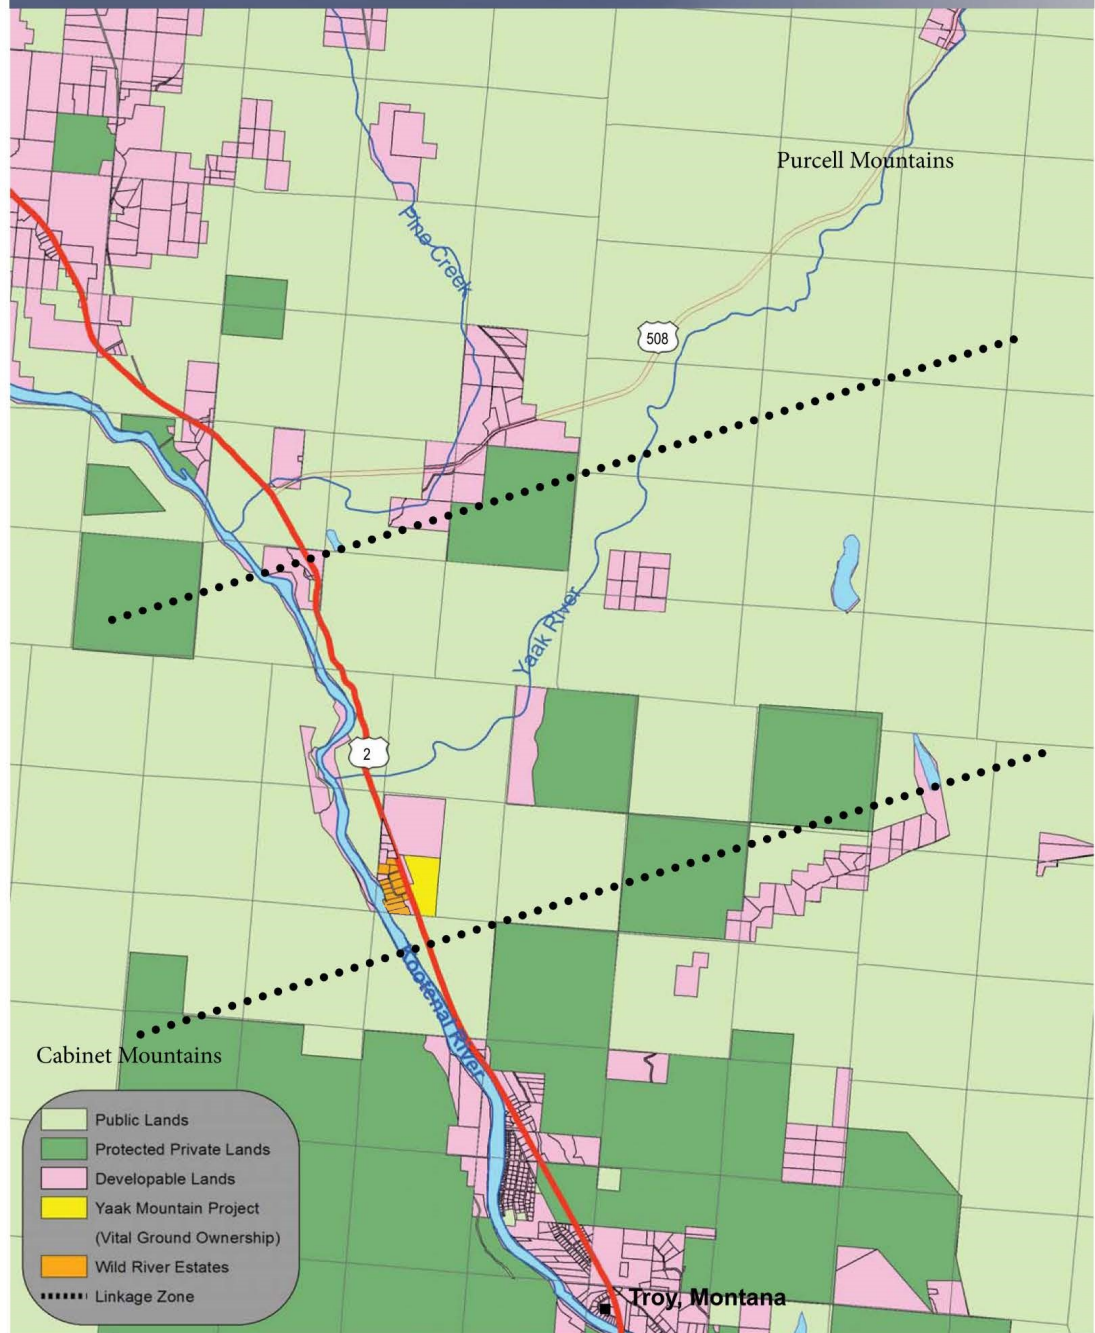 Purcell Mountains
Pine Creek
508
Yaak River
2
Kootenai River
Cabinet Mountains
Public Lands
Protected Private Lands
Developable Lands
Yaak Mountain Project
(Vital Ground Ownership)
Wild River Estates
Linkage Zone
Troy, Montana